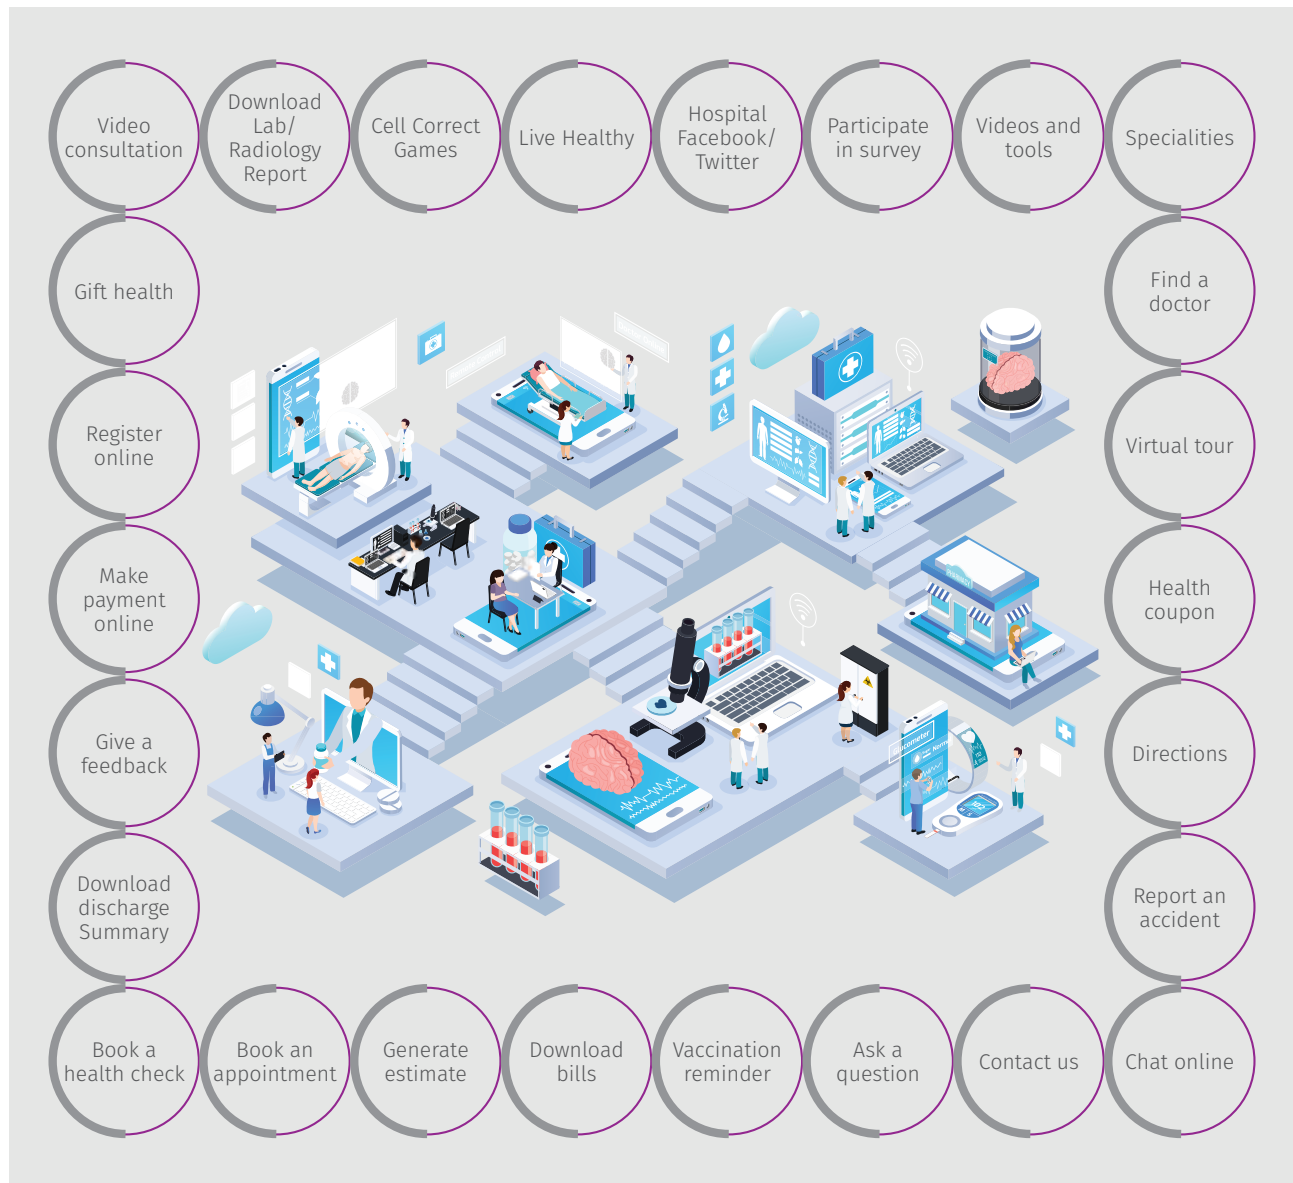 Video
consultation
Download
Lab/
Radiology
Report
Cell Correct
Games
Live Healthy
Hospital
Facebook/
Twitter
Participate
in survey
Videos and
tools
Specialities
Gift health
Find a
doctor
Register
online
Virtual tour
Make
payment
online
Health
coupon
Give a
feedback
Directions
Download
discharge
Summary
Report an
accident
Book a
health check
Book an
appointment
Generate
estimate
Download
bills
Vaccination
reminder
Ask a
question
Contact us
Chat online